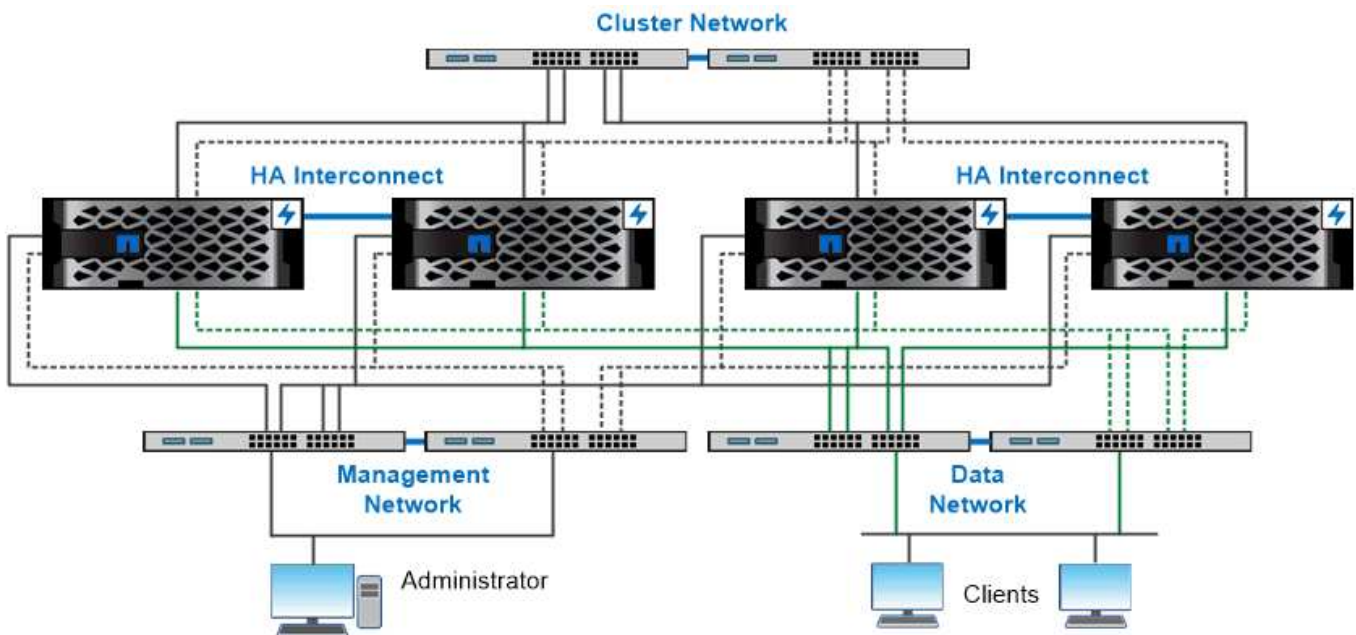 Cluster Network
HA Interconnect
HA Interconnect
Management
Network
Data
Network
Administrator
Clients